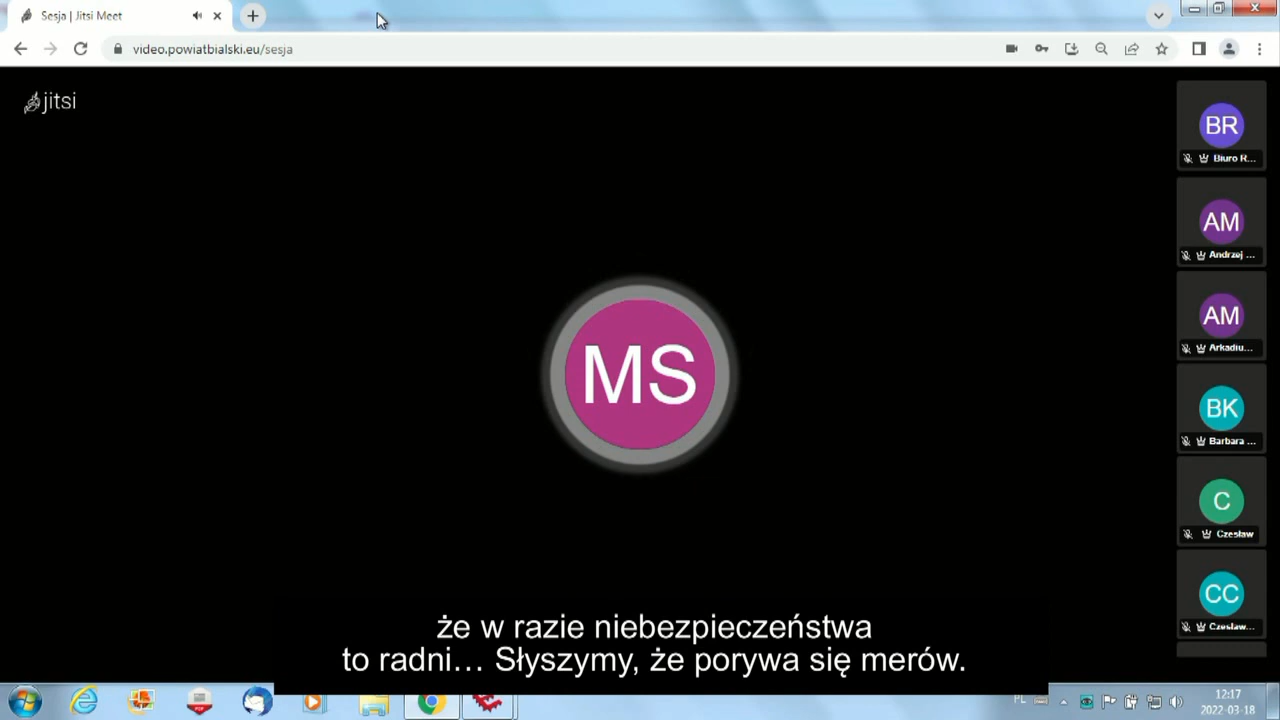 Sesja | Jitsi Meet
video.powiatbialski.eu/sesja
jitsi
BR
Biuro R...
AM
Andrzej ...
AM
Arkadiu...
BK
Barbara ...
C
Czesław
CC
Czesław...
MS
że w razie niebezpieczeństwa
to radni... Słyszymy, że porywa się merów.
PL
12:17
2022-03-18